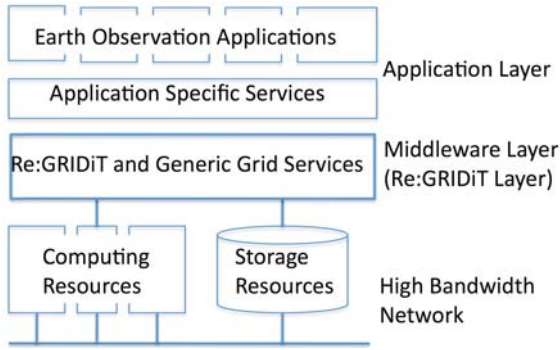 Earth Observation Applications
Application Layer
Application Specific Services
Re:GRIDiT and Generic Grid Services
Middleware Layer
(Re:GRIDiT Layer)
Computing
Resources
Storage
Resources
High Bandwidth
Network